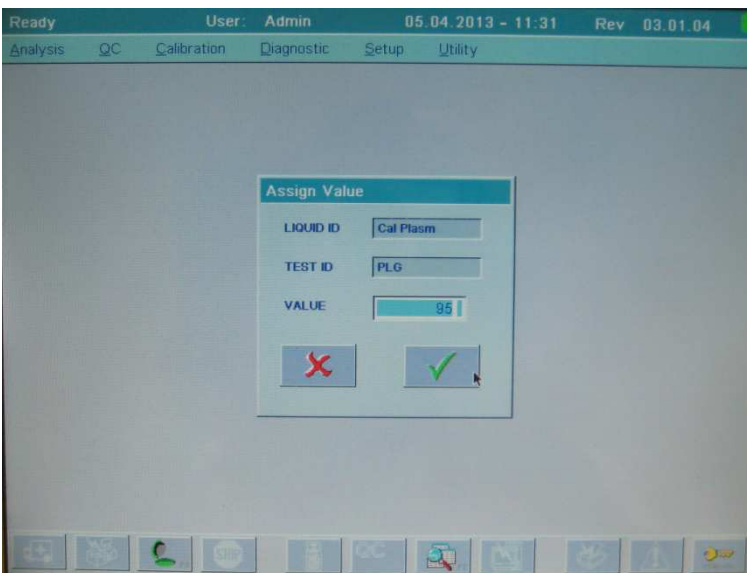 Ready User: Admin 05.04.2013 - 11:31 Rev 03.01.04
Analysis QC Calibration Diagnostic Setup Utility
Assign Value
LIQUID ID Cal Plasm
TEST ID PLG
VALUE 95
QC